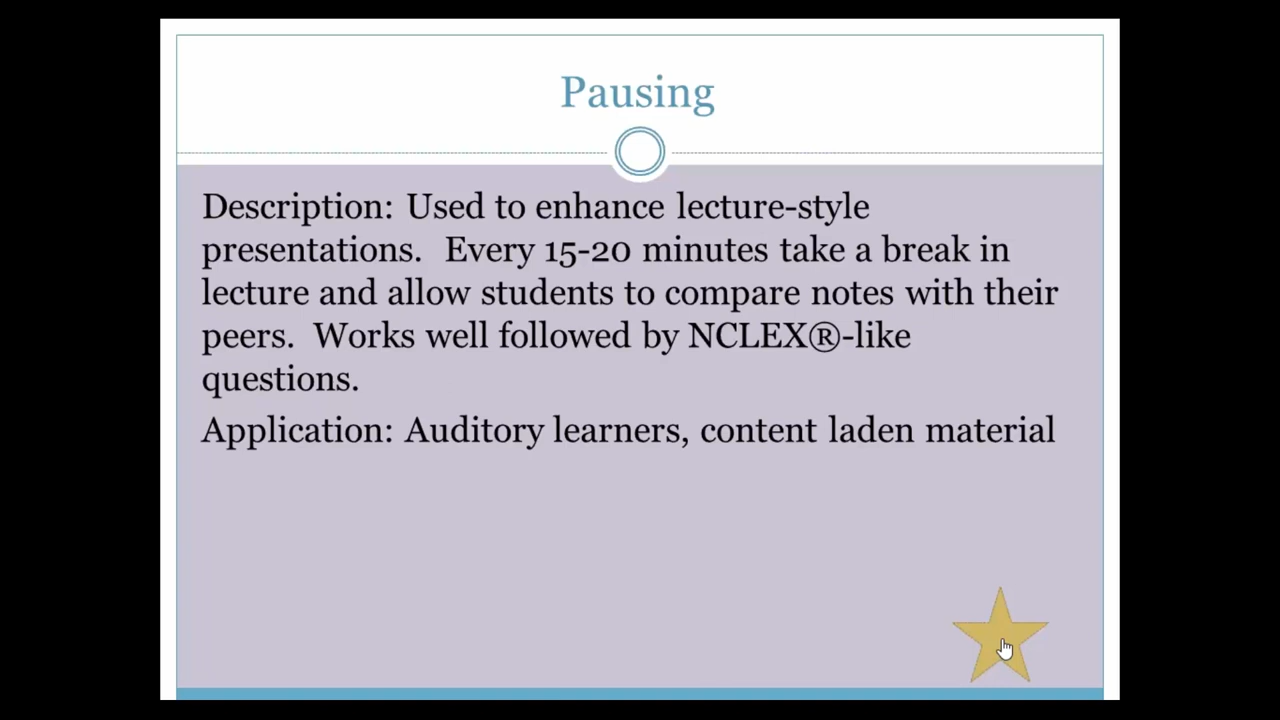 Pausing
Description: Used to enhance lecture-style
presentations.  Every 15-20 minutes take a break in
lecture and allow students to compare notes with their
peers.  Works well followed by NCLEX®-like
questions.
Application: Auditory learners, content laden material